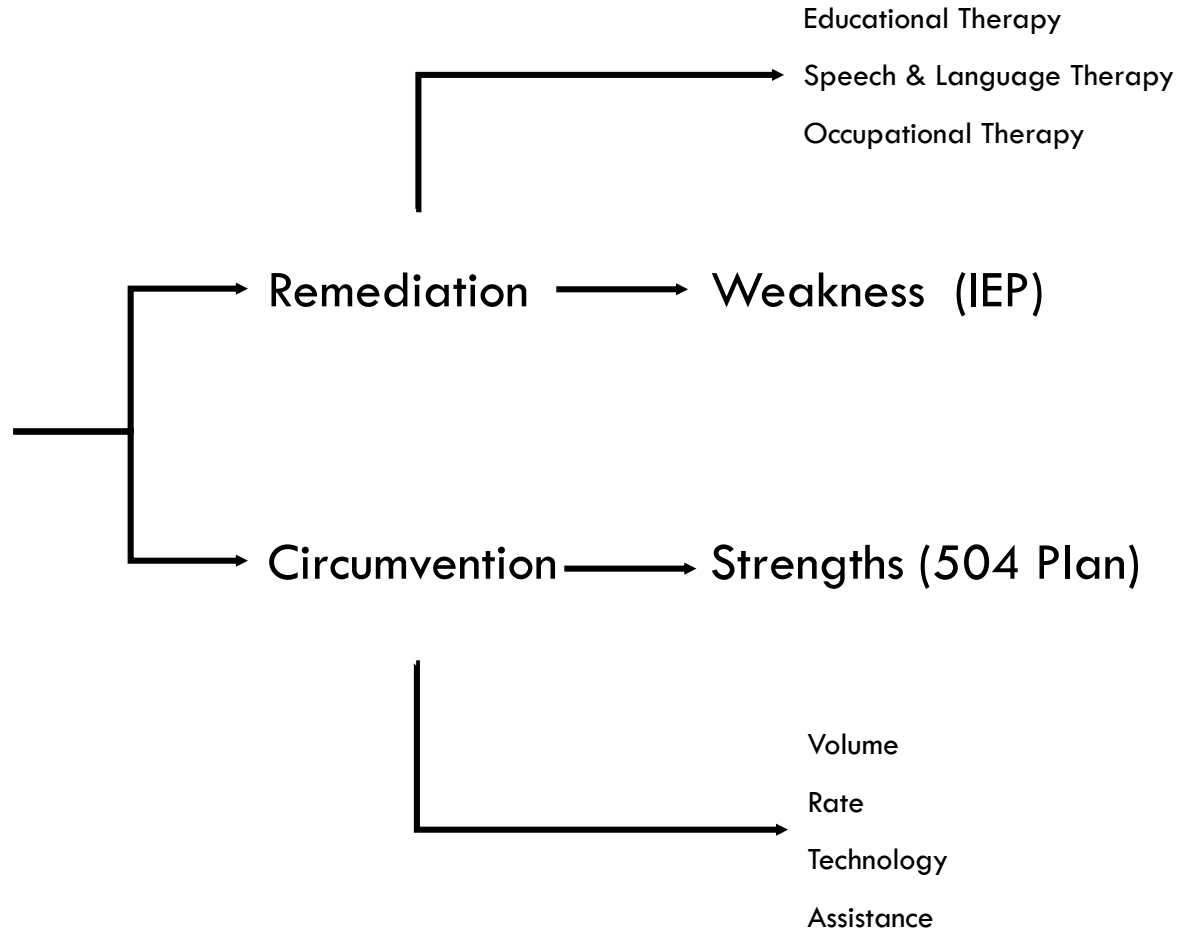 Educational Therapy
Speech & Language Therapy
Occupational Therapy
Remediation
Weakness (IEP)
Circumvention
Strengths (504 Plan)
Volume
Rate
Technology
Assistance